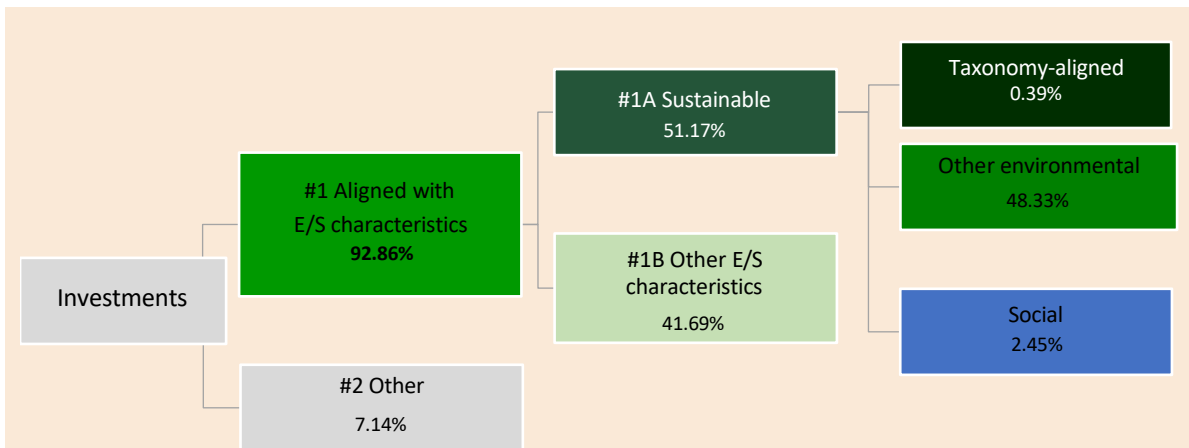 Investments
#1 Aligned with
E/S characteristics
92.86%
#2 Other
7.14%
#1A Sustainable
51.17%
#1B Other E/S
characteristics
41.69%
Taxonomy-aligned
0.39%
Other environmental
48.33%
Social
2.45%